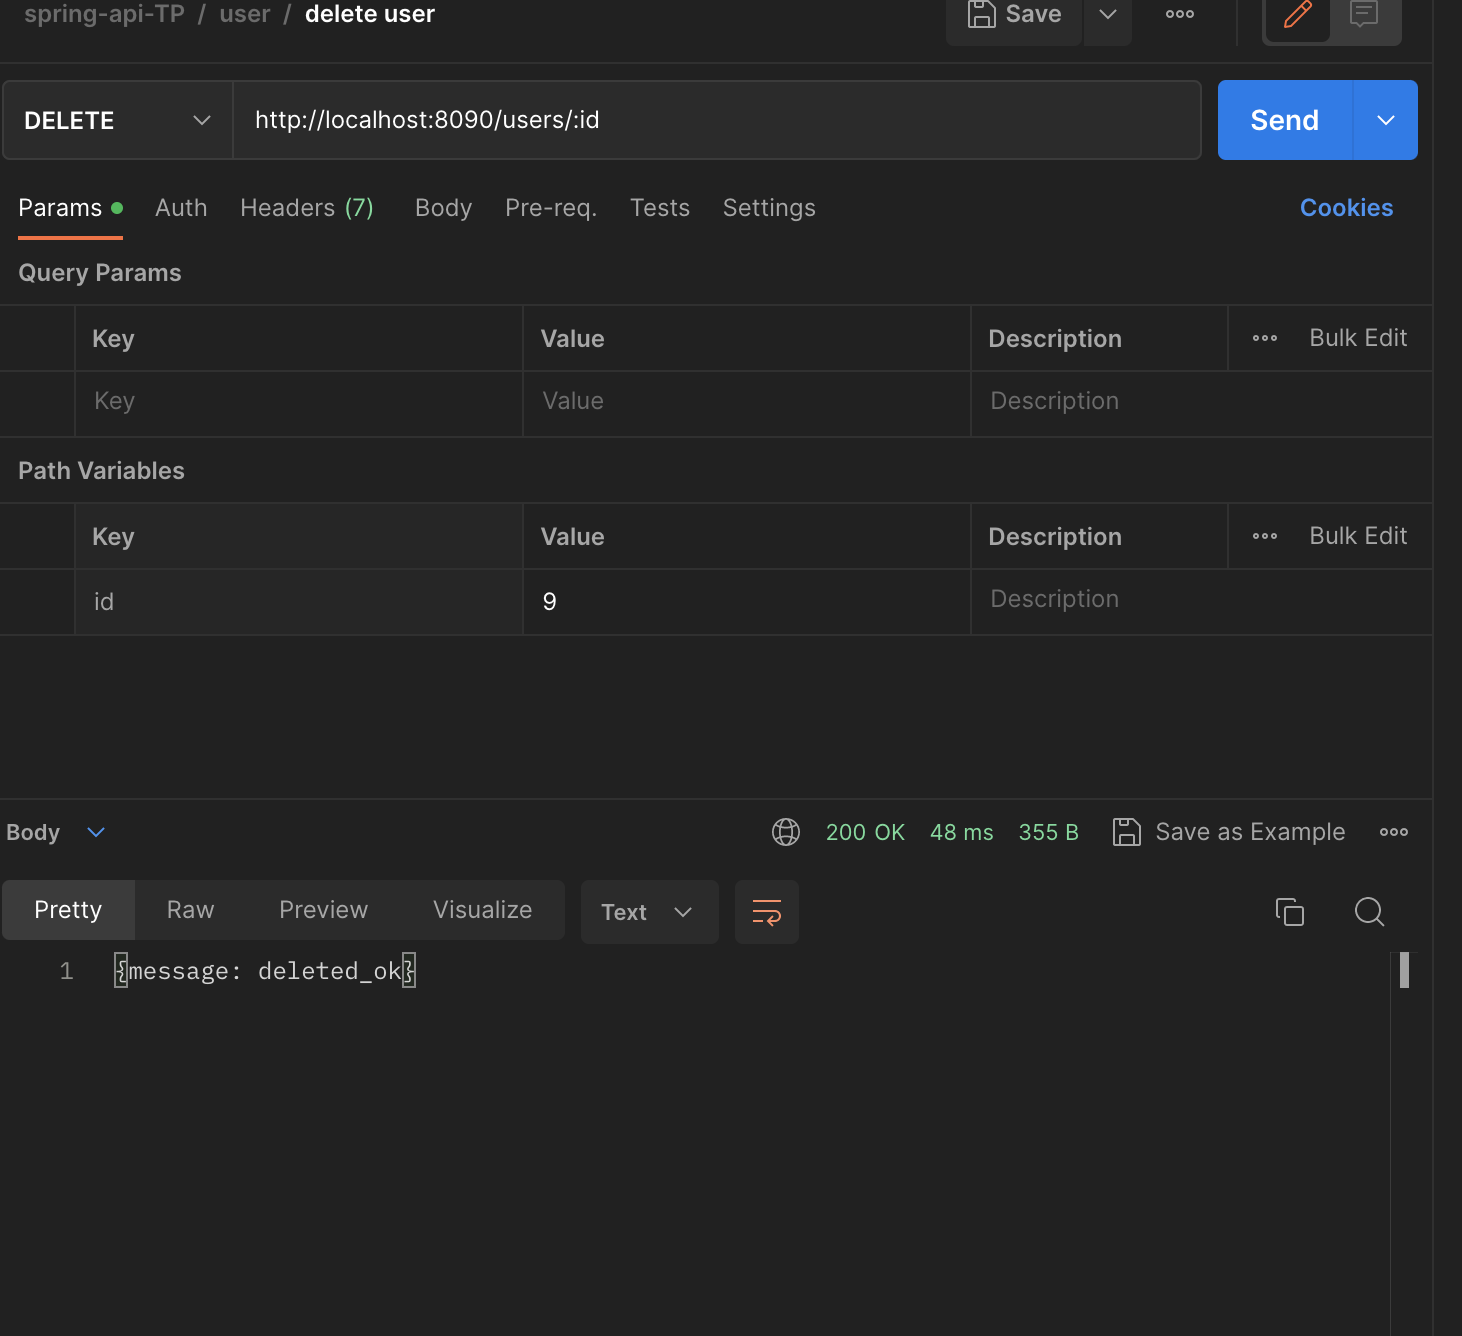 spring-api-TP / user / delete user
Save
DELETE
http://localhost:8090/users/:id
Send
Params Auth Headers (7) Body Pre-req. Tests Settings Cookies
Query Params
Key Value Description Bulk Edit
Key Value Description
Path Variables
Key Value Description Bulk Edit
id 9 Description
Body 200 OK 48 ms 355 B Save as Example
Pretty Raw Preview Visualize Text
1 {message: deleted_ok}